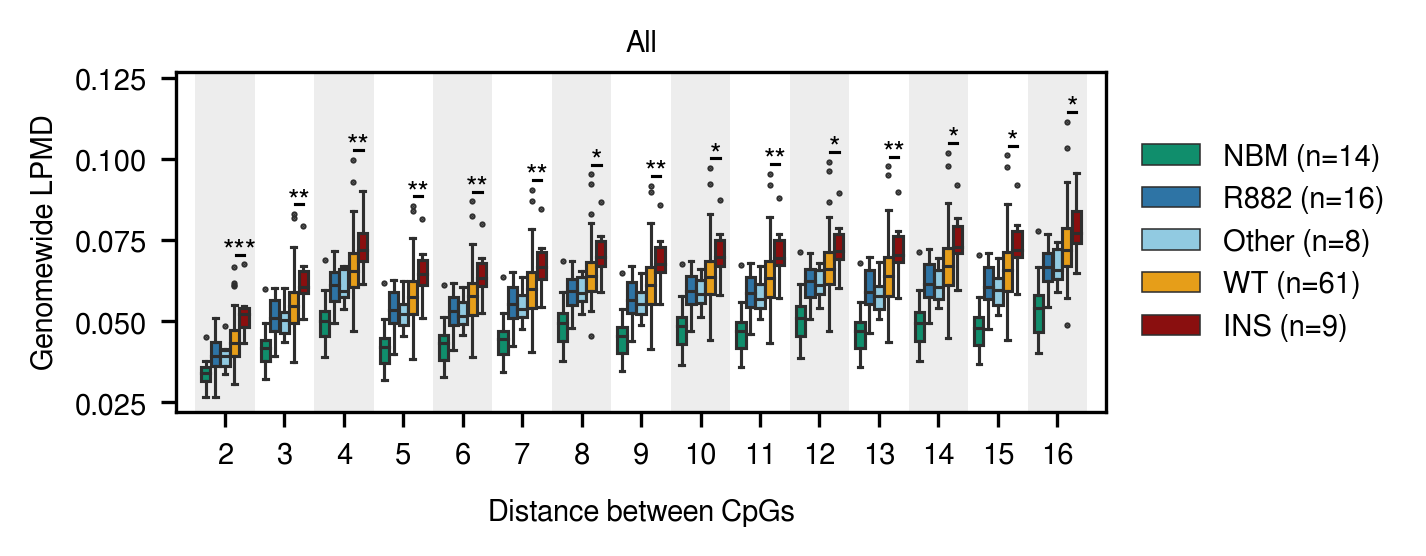 All
Genomewide LPMD
0.125
0.100
0.075
0.050
0.025
*** ** ** ** ** ** * ** * ** * ** * * *
2 3 4 5 6 7 8 9 10 11 12 13 14 15 16
Distance between CpGs
NBM (n=14)
R882 (n=16)
Other (n=8)
WT (n=61)
INS (n=9)